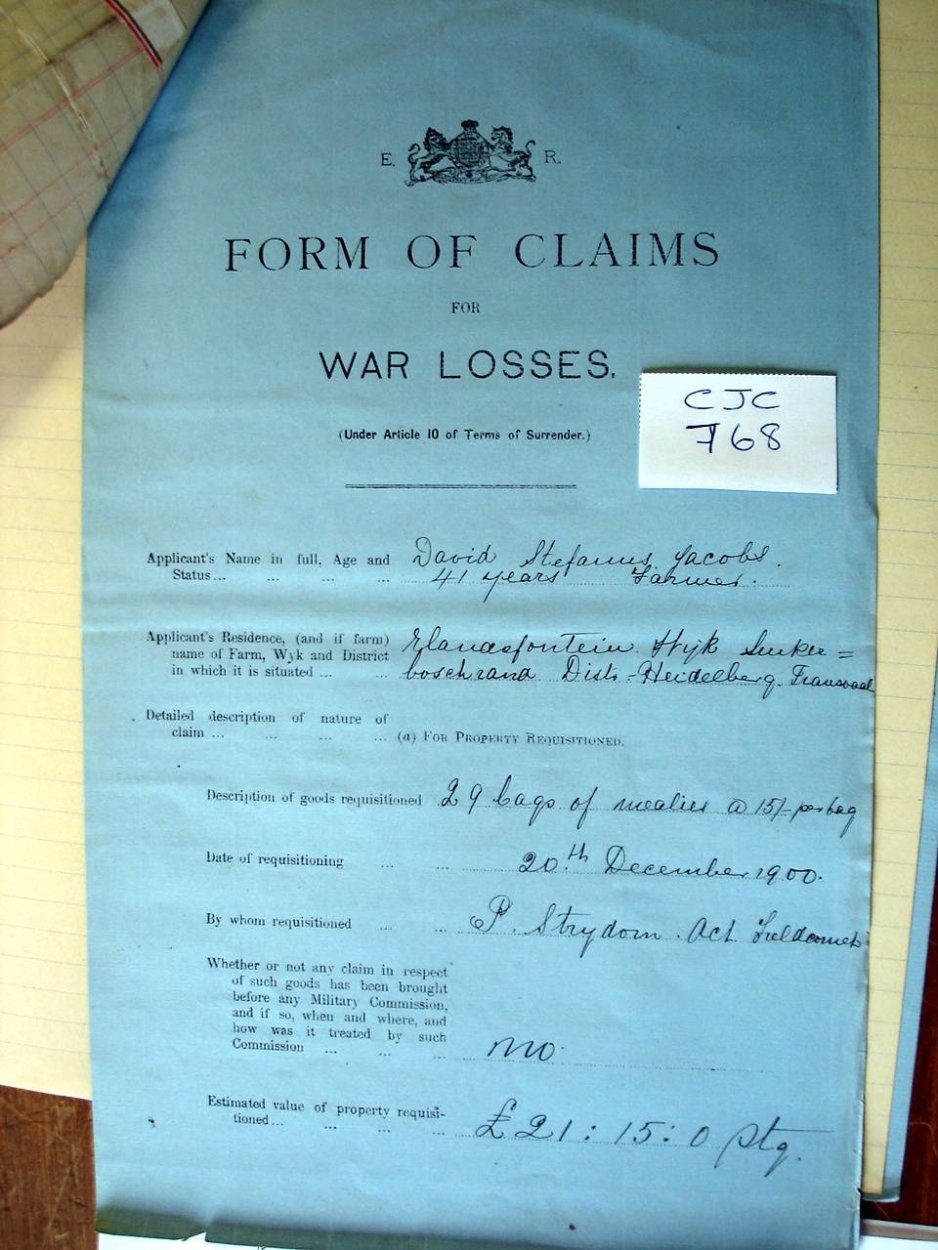 E. R.
FORM OF CLAIMS
FOR
WAR LOSSES.
CJC
768
(Under Article 10 of Terms of Surrender.)
Applicant's Name in full, Age and David Stefanus Jacobs.
Status... ... ... ... 41 years Farmer.
Applicant's Residence, (and if farm) Elandsfontein. Wyk Suiker=
name of Farm, Wyk and District
in which it is situated ... ... boschrand Dist. Heidelberg. Transvaal
Detailed description of nature of
claim ... ... ... ... (a) FOR PROPERTY REQUISITIONED.
Description of goods requisitioned 29 bags of mealies @ 15/- per bag
Date of requisitioning ... ... 20th December 1900.
By whom requisitioned ... ... P. Strydom. Act. Fieldcornet
Whether or not any claim in respect
of such goods has been brought
before any Military Commission,
and if so, when and where, and
how was it treated by such
Commission ... ... ... no.
Estimated value of property requisi-
tioned... ... ... ... £21:15:0 stg.